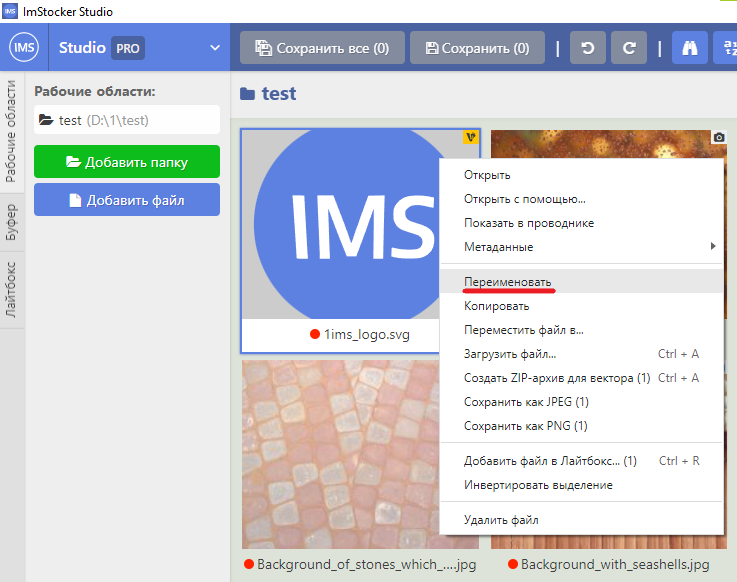 ImStocker Studio
IMS Studio PRO
Сохранить все (0)
Сохранить (0)
Рабочие области
Буфер
Лайтбокс
Рабочие области:
test (D:\1\test)
Добавить папку
Добавить файл
test
IMS
1ims_logo.svg
Background_of_stones_which_....jpg
Background_with_seashells.jpg
Открыть
Открыть с помощью...
Показать в проводнике
Метаданные
Переименовать
Копировать
Переместить файл в...
Загрузить файл... Ctrl + A
Создать ZIP-архив для вектора (1) Ctrl + A
Сохранить как JPEG (1)
Сохранить как PNG (1)
Добавить файл в Лайтбокс... (1) Ctrl + R
Инвертировать выделение
Удалить файл